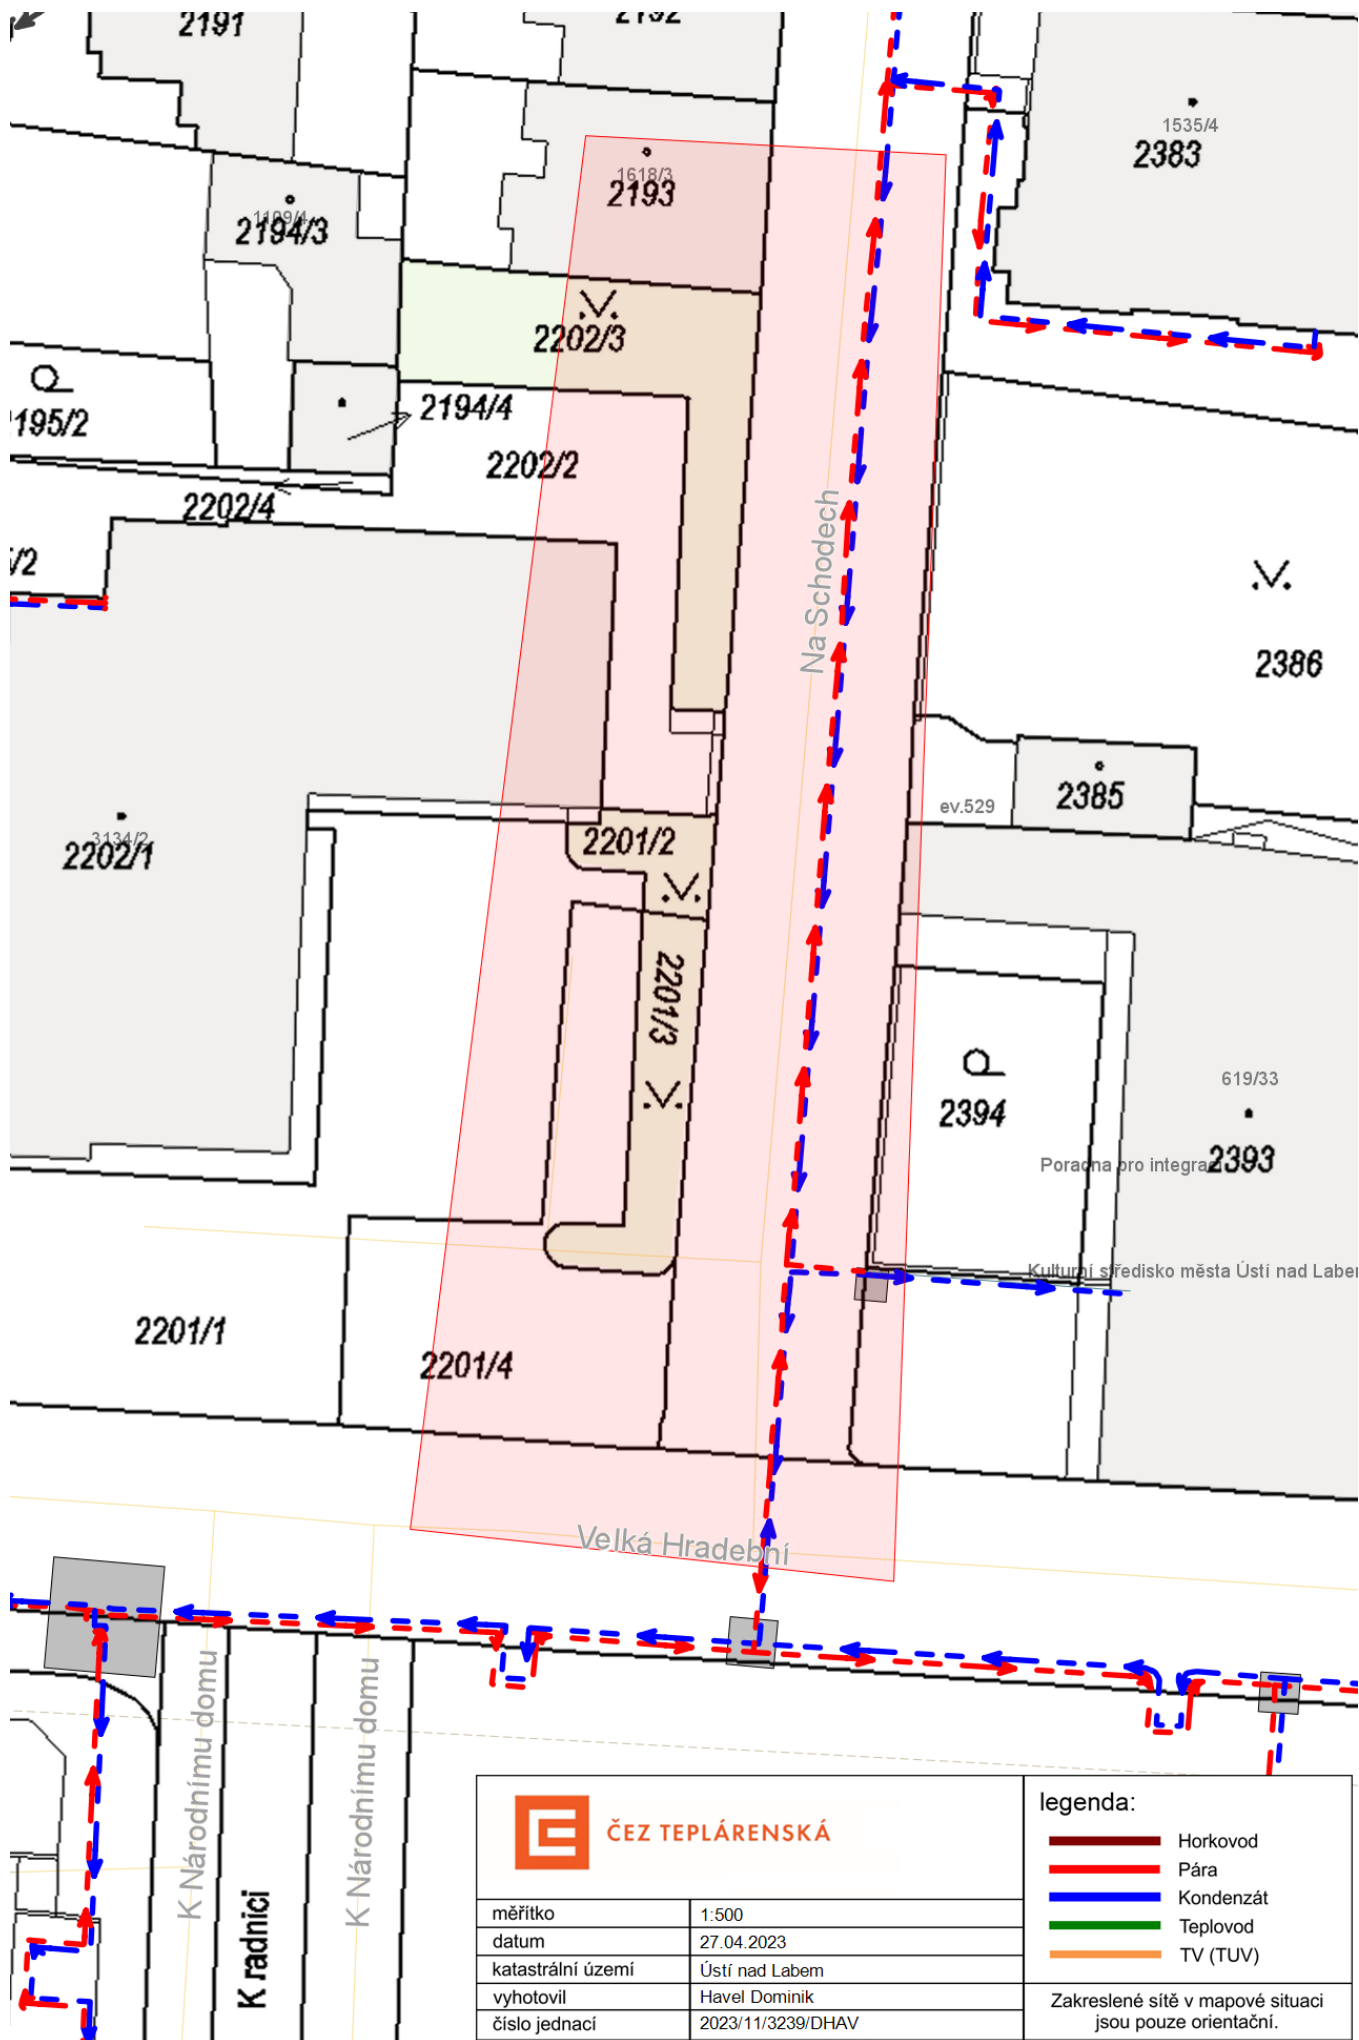 2191
2192
1535/4
2383
1618/3
2193
1109/4
2194/3
2202/3
2194/4
195/2
2202/2
2202/4
/2
Na Schodech
2386
2385
ev.529
2201/2
3134/2
2202/1
2201/3
619/33
2394
Poradna pro integrac
2393
Kulturní středisko města Ústí nad Labem
2201/1
2201/4
Velká Hradební
K Národnímu domu
K Národnímu domu
K radnici
ČEZ TEPLÁRENSKÁ
měřítko 1:500
datum 27.04.2023
katastrální území Ústí nad Labem
vyhotovil Havel Dominik
číslo jednací 2023/11/3239/DHAV
legenda:
Horkovod
Pára
Kondenzát
Teplovod
TV (TUV)
Zakreslené sítě v mapové situaci
jsou pouze orientační.